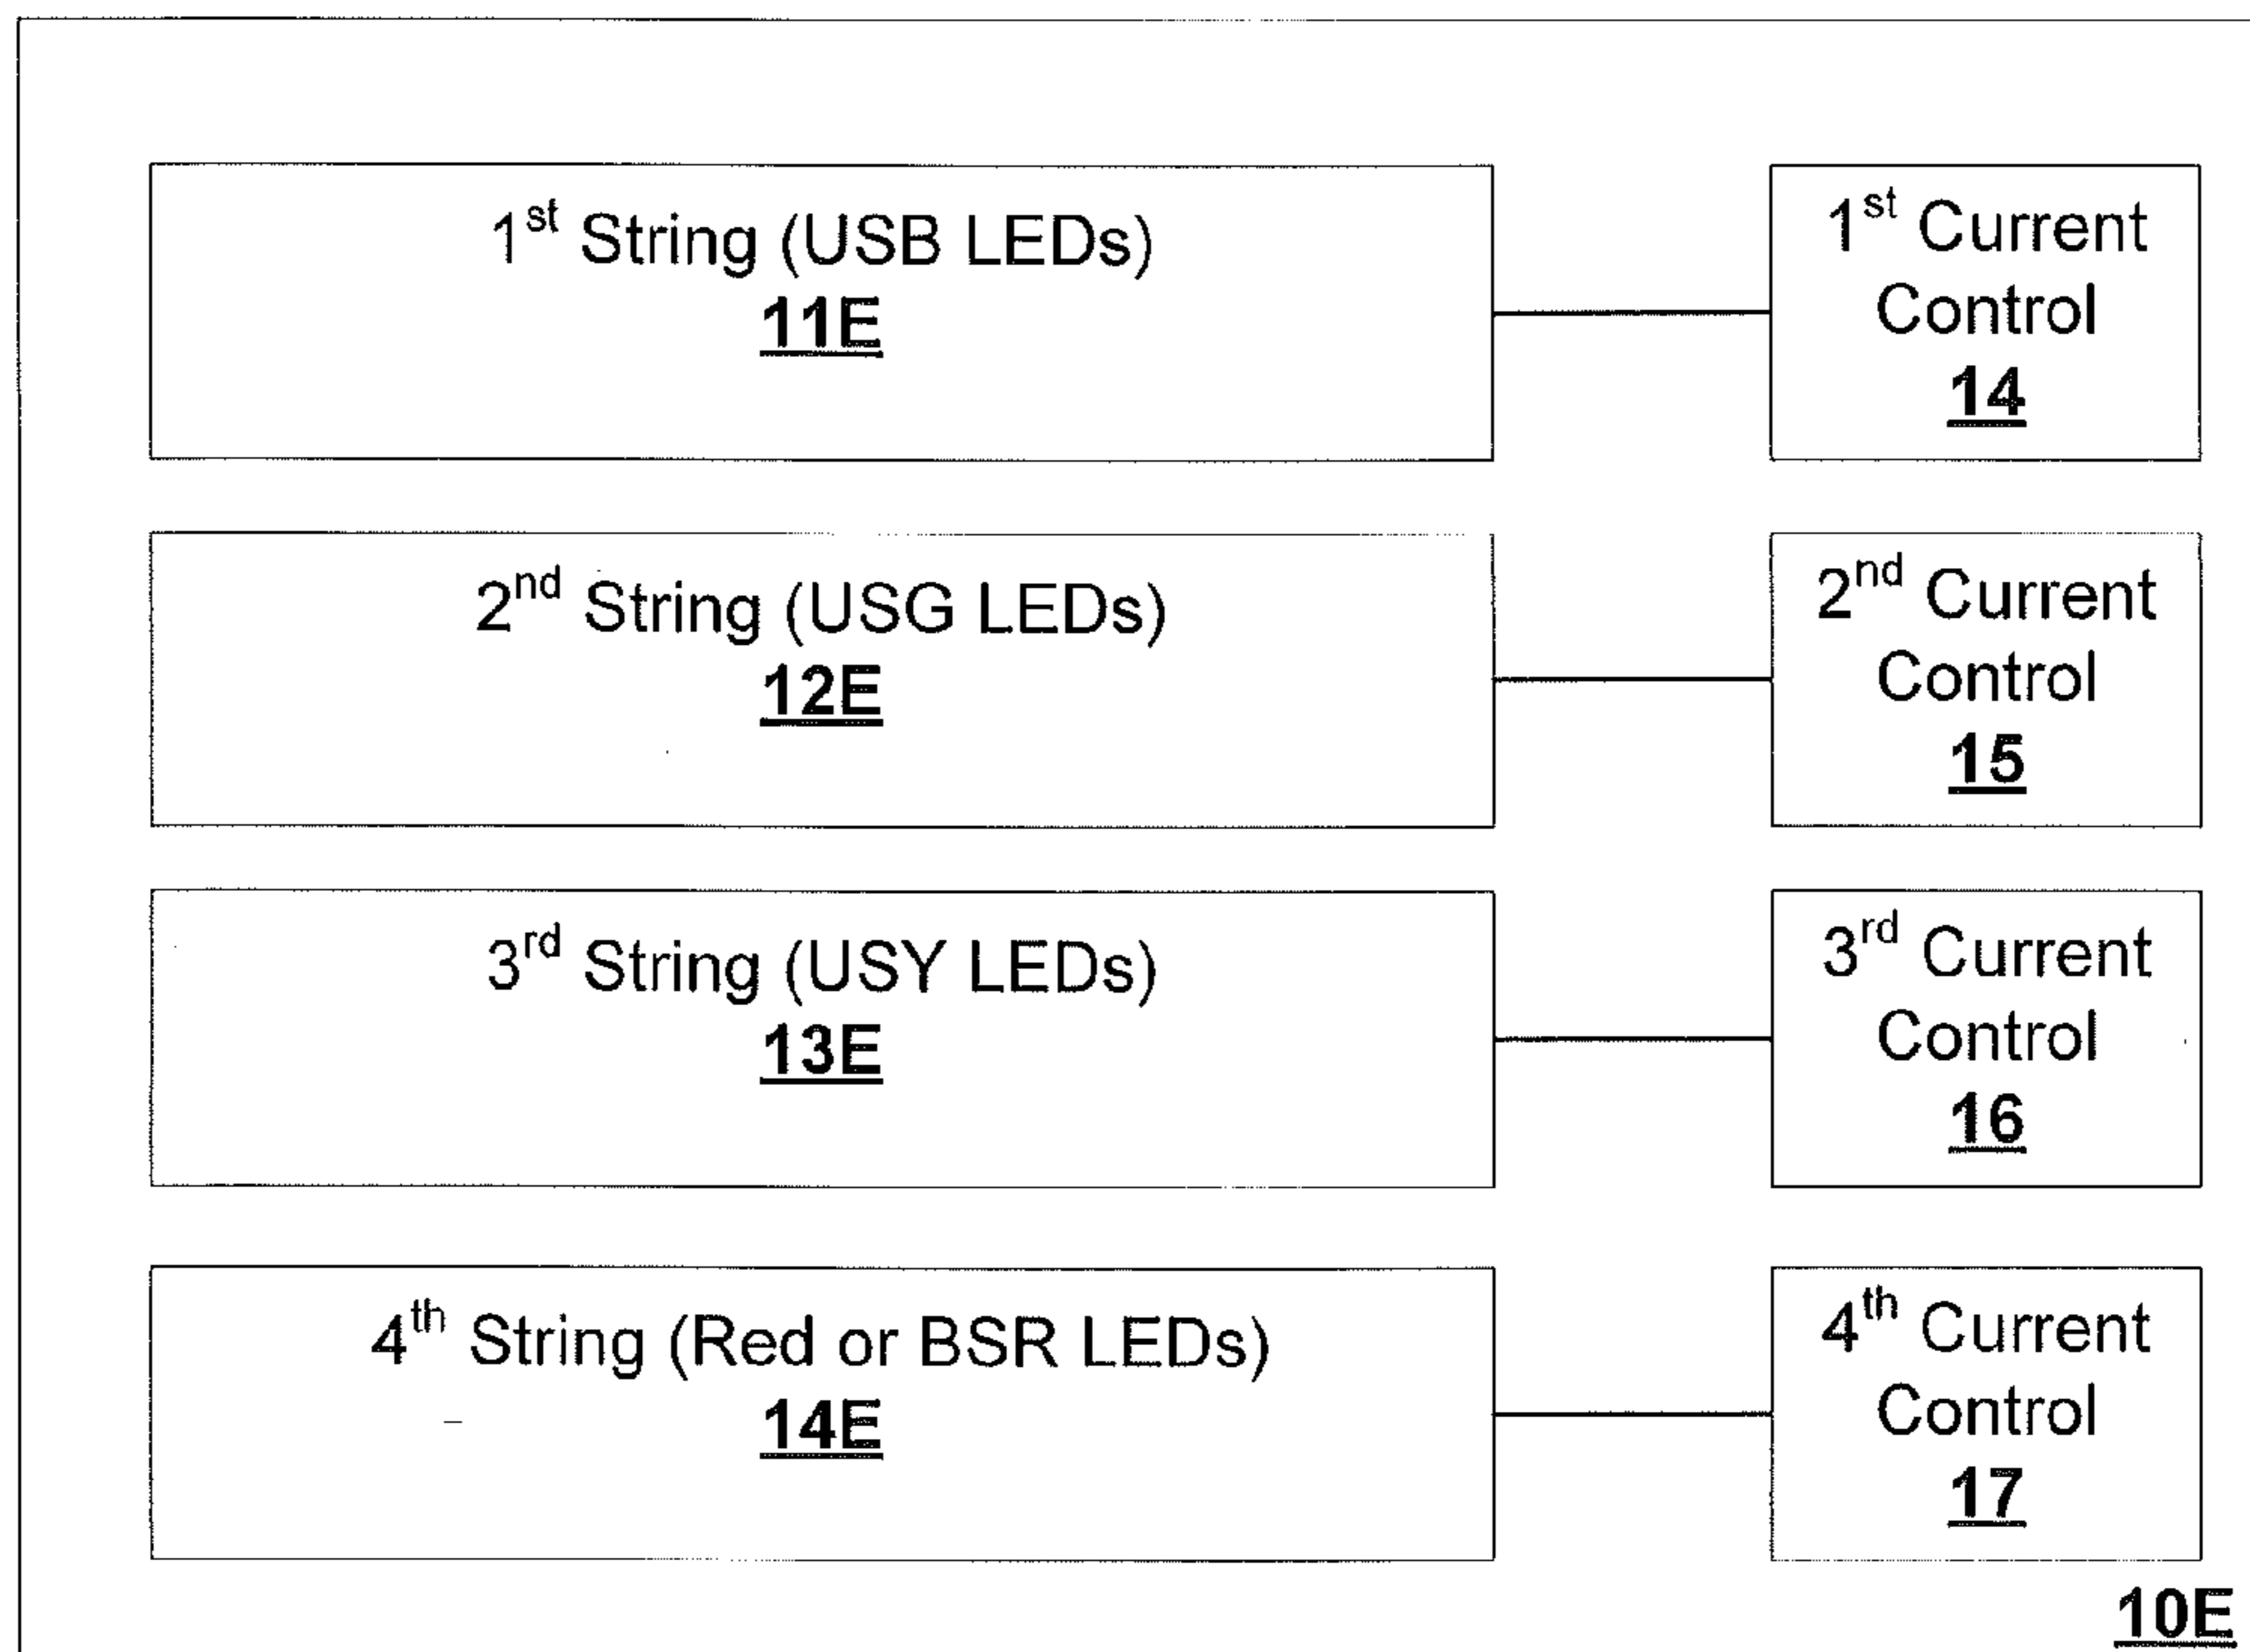 1st String (USB LEDs)
11E
1st Current
Control
14
2nd String (USG LEDs)
12E
2nd Current
Control
15
3rd String (USY LEDs)
13E
3rd Current
Control
16
4th String (Red or BSR LEDs)
14E
4th Current
Control
17
10E